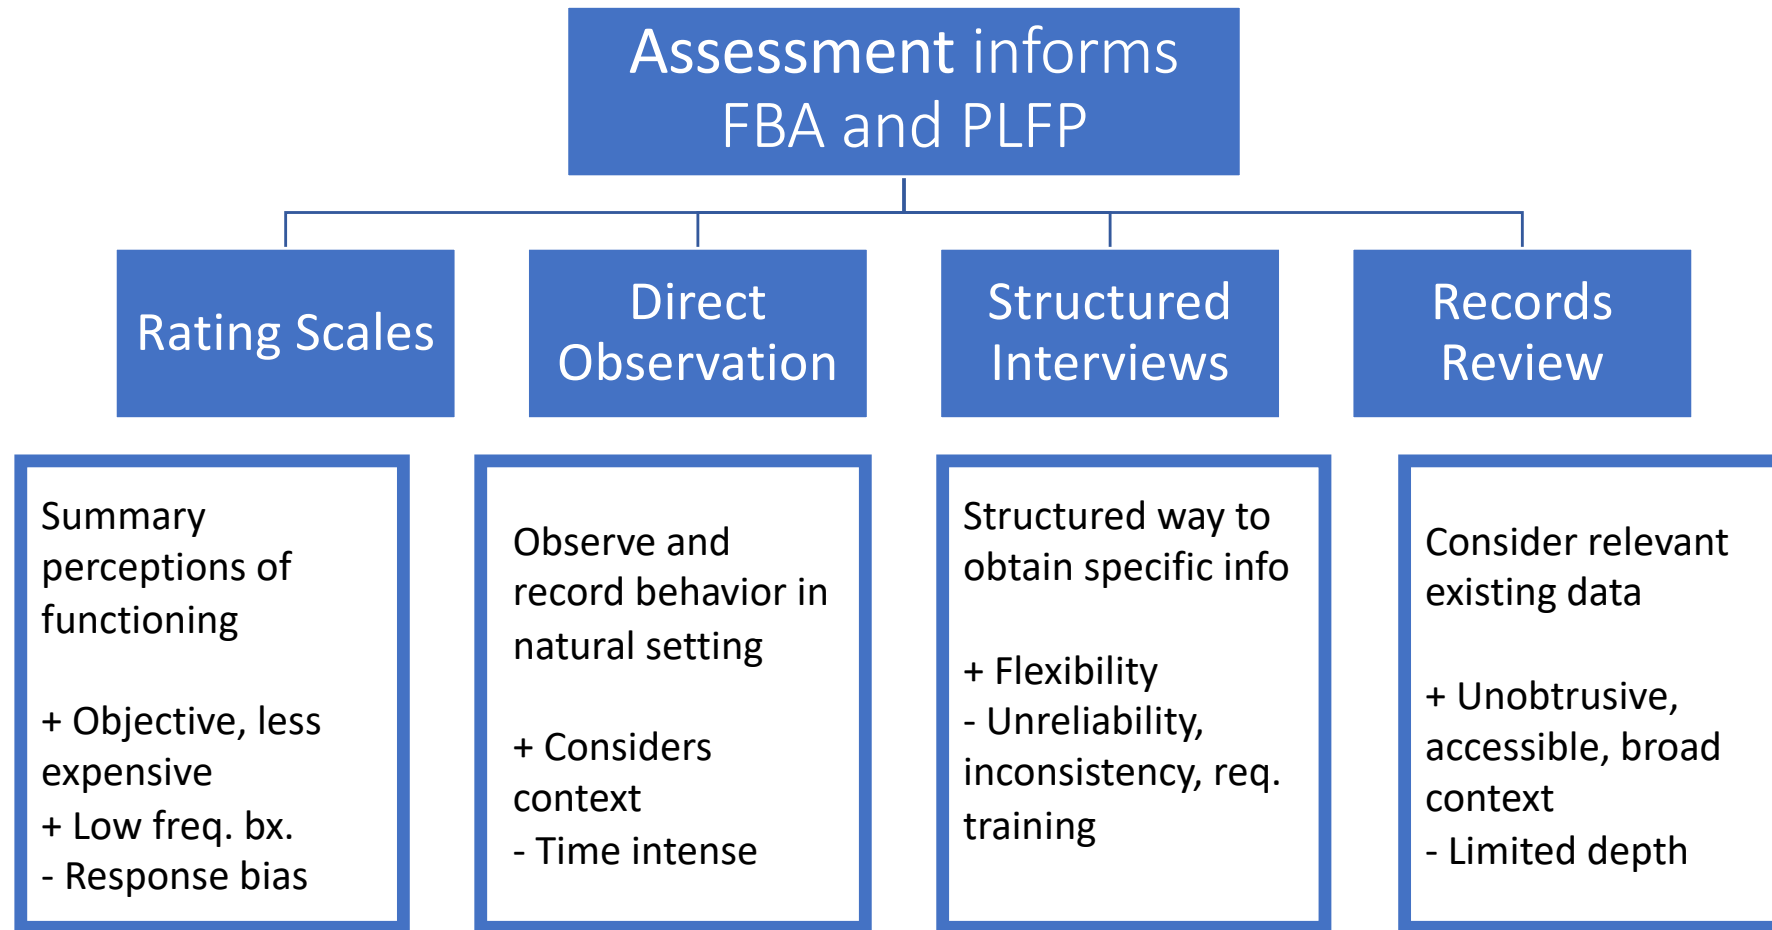 Assessment informs
FBA and PLFP
Rating Scales
Direct
Observation
Structured
Interviews
Records
Review
Summary
perceptions of
functioning
+ Objective, less
expensive
+ Low freq. bx.
- Response bias
Observe and
record behavior in
natural setting
+ Considers
context
- Time intense
Structured way to
obtain specific info
+ Flexibility
- Unreliability,
inconsistency, req.
training
Consider relevant
existing data
+ Unobtrusive,
accessible, broad
context
- Limited depth